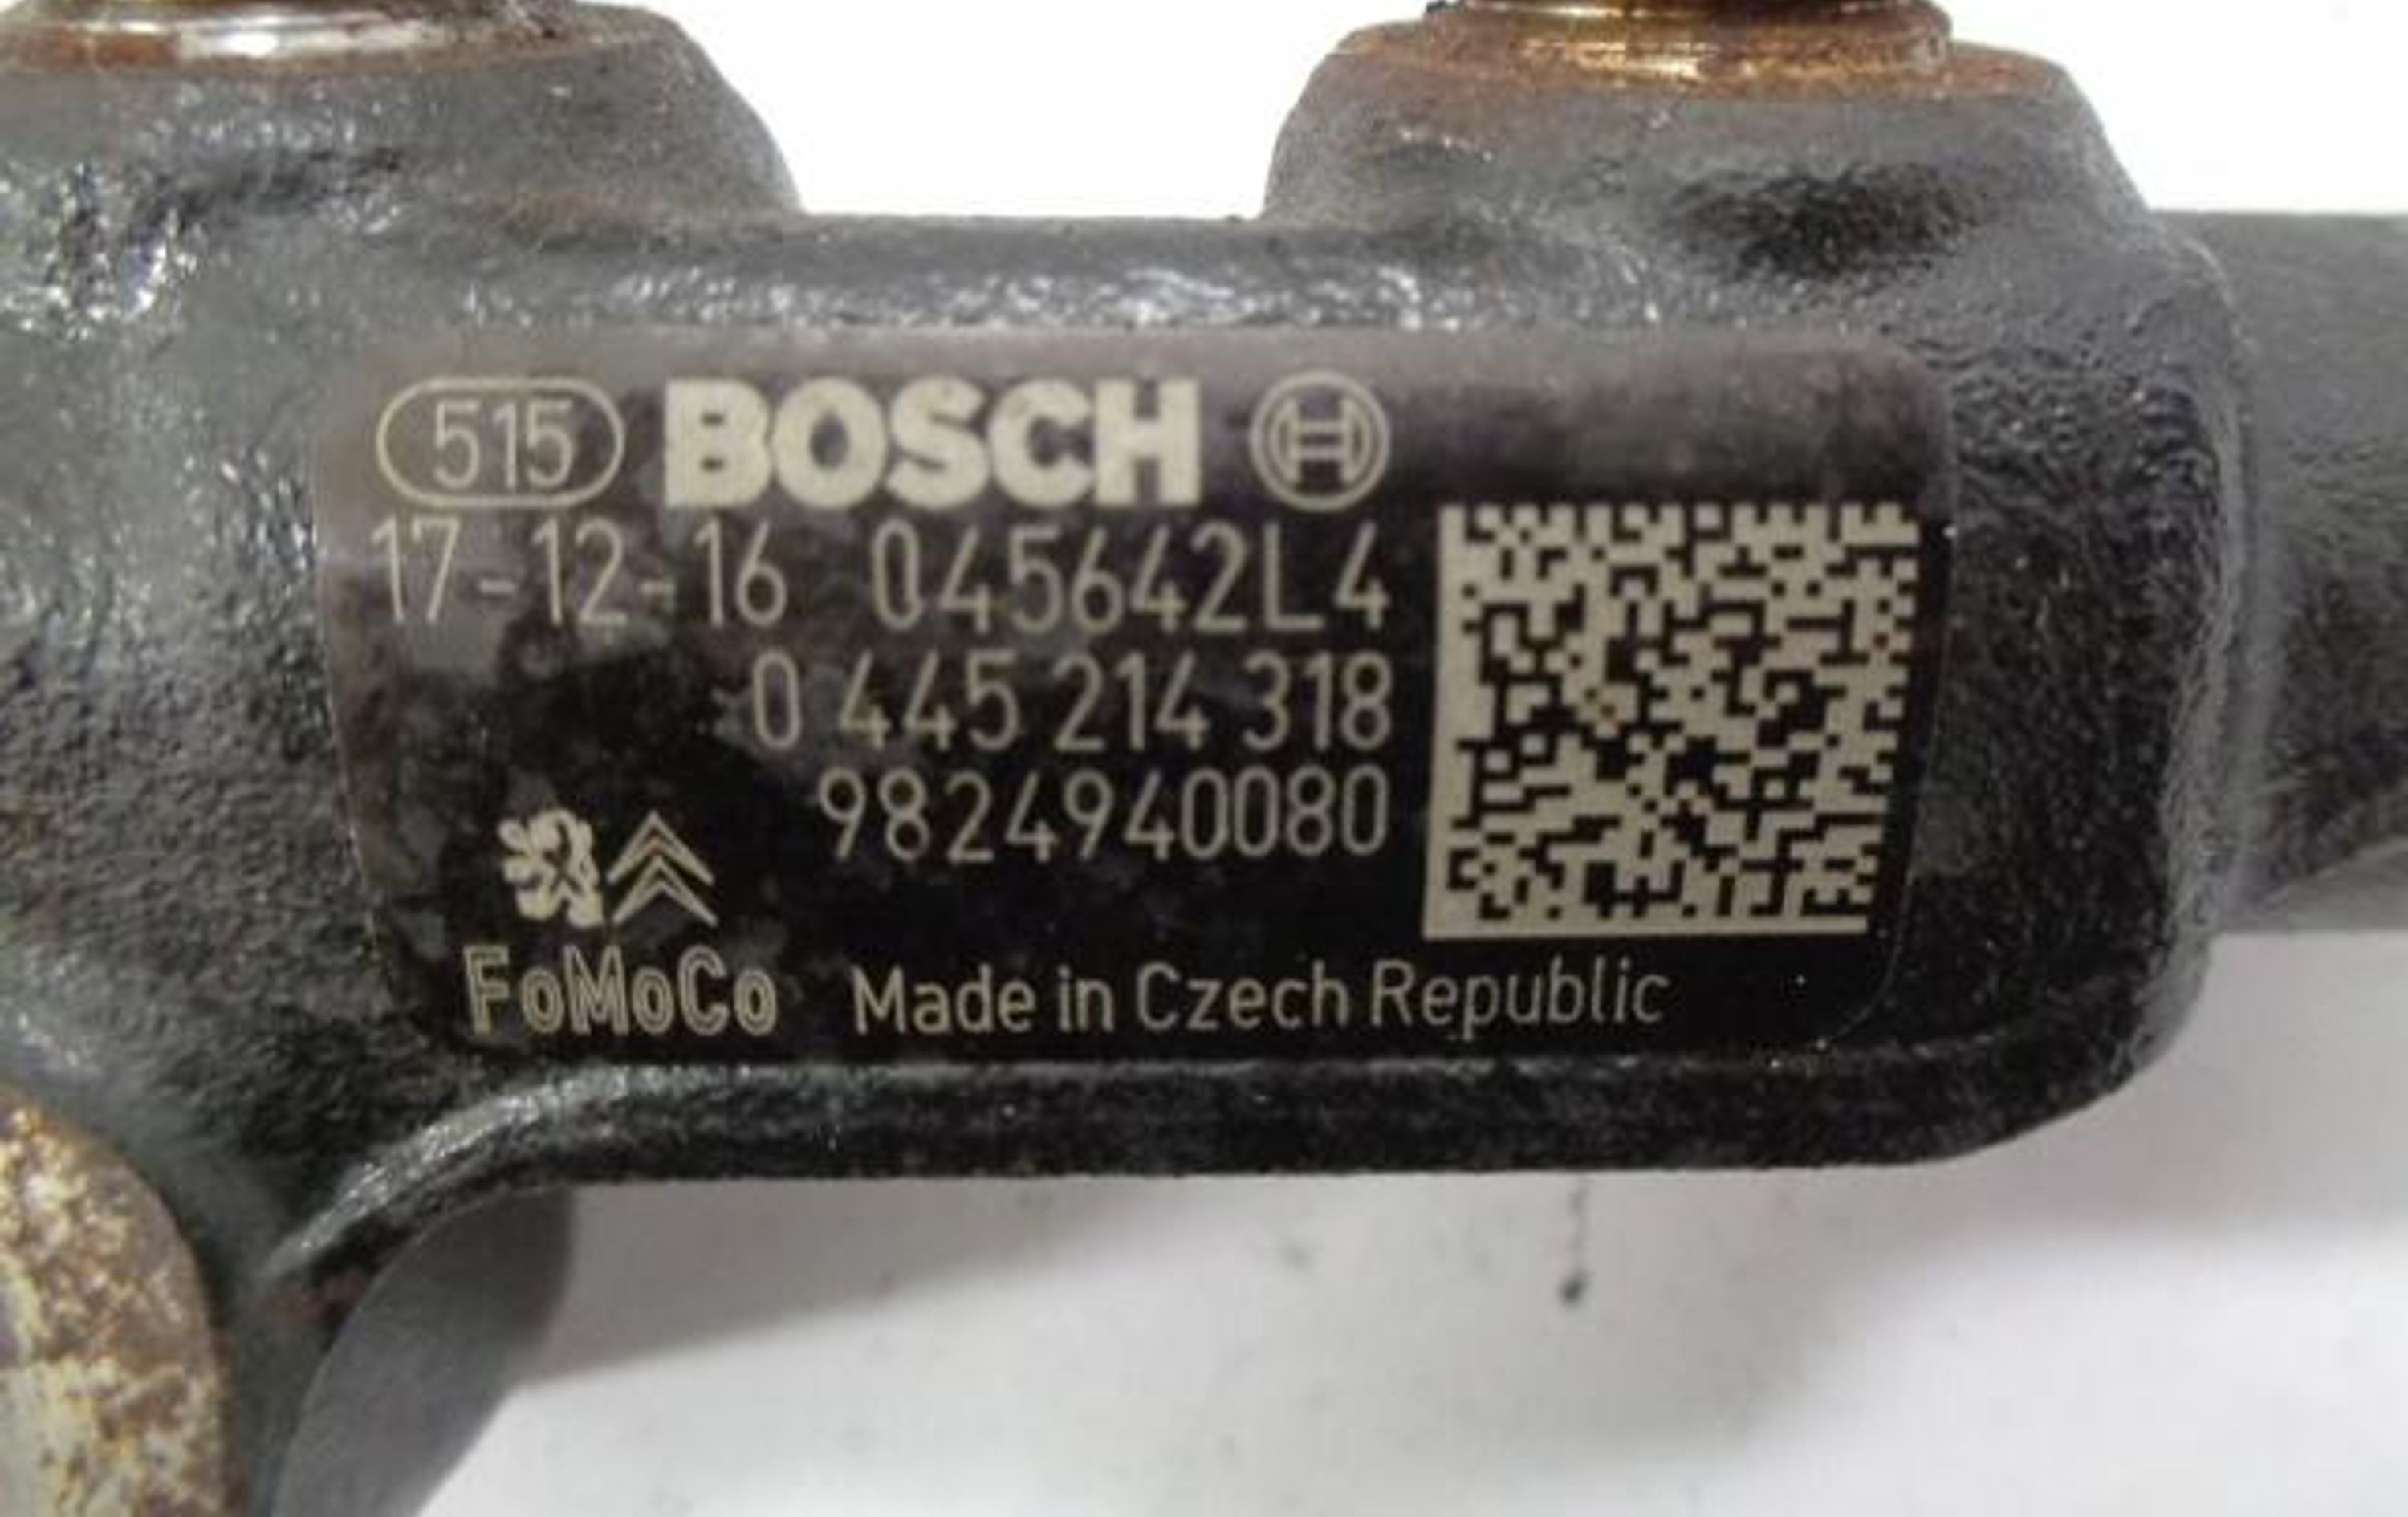 515 BOSCH
17-12-16 045642L4
0 445 214 318
9824940080
FoMoCo Made in Czech Republic